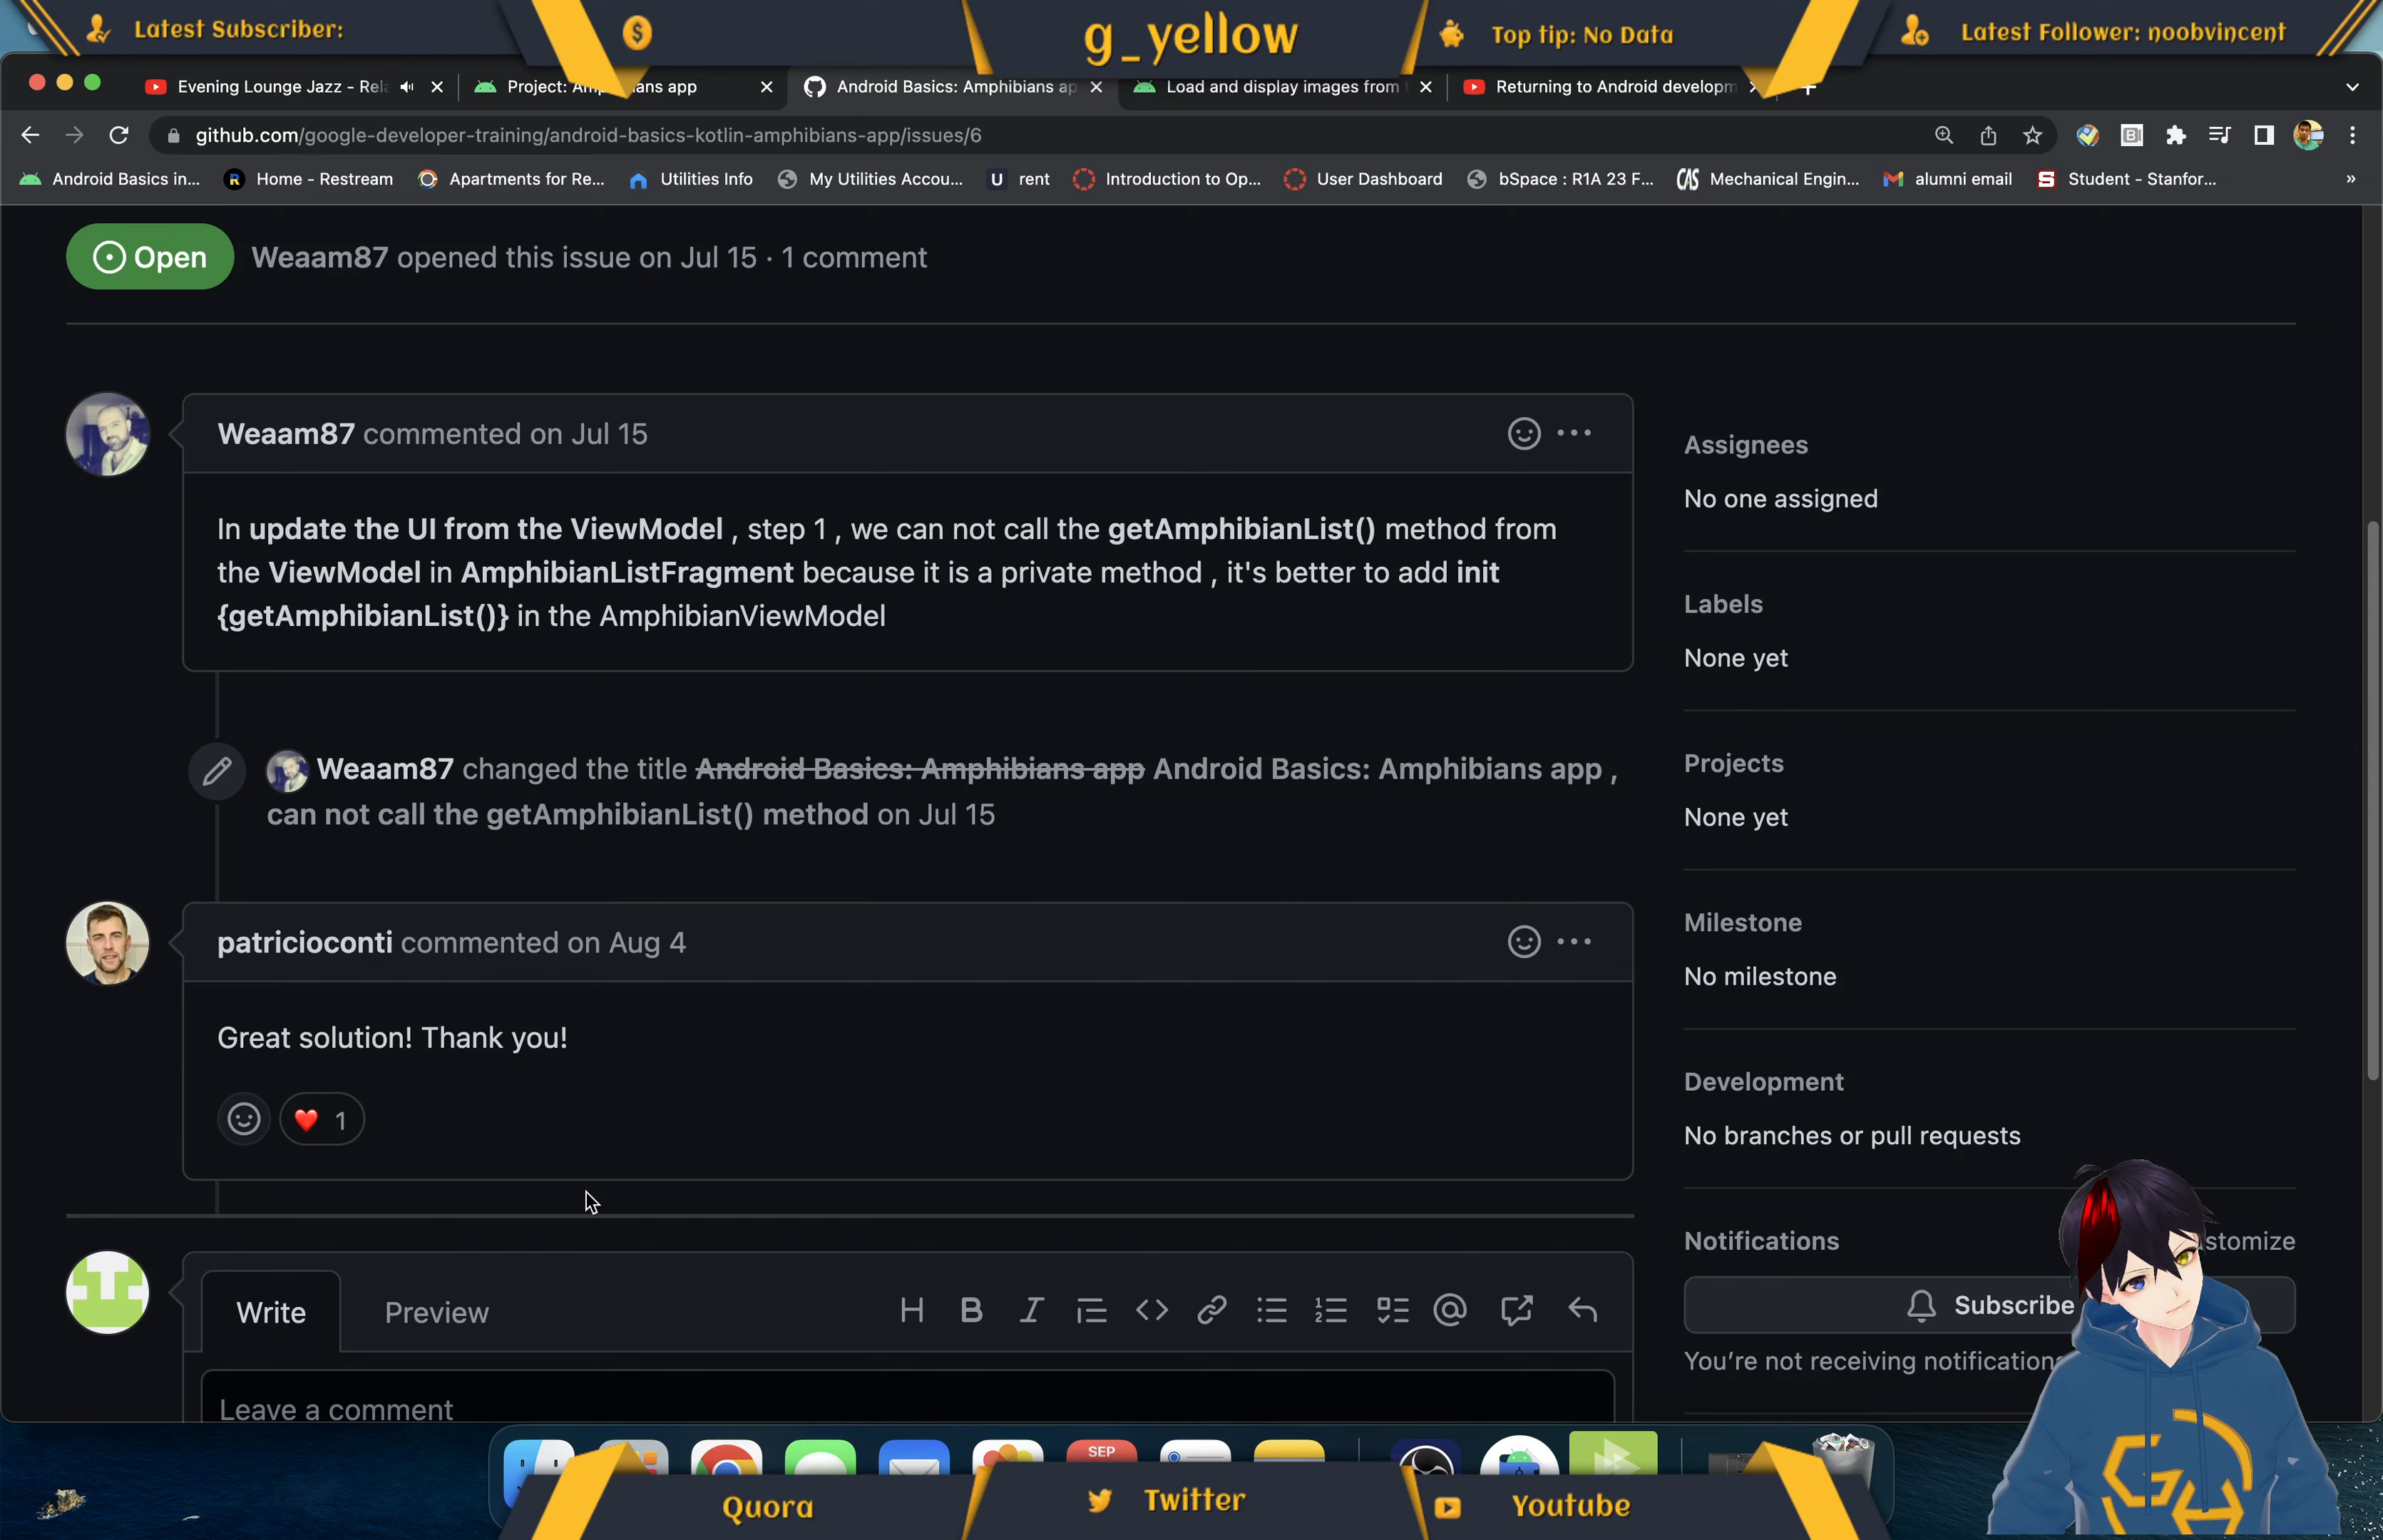 Latest Subscriber:
g_yellow
Top tip: No Data
Latest Follower: noobvincent
Evening Lounge Jazz - Rela
Project: Amp ians app
Android Basics: Amphibians ap
Load and display images from
Returning to Android developm
github.com/google-developer-training/android-basics-kotlin-amphibians-app/issues/6
Android Basics in...
Home - Restream
Apartments for Re...
Utilities Info
My Utilities Accou...
U rent
Introduction to Op...
User Dashboard
bSpace : R1A 23 F...
CAS Mechanical Engin...
alumni email
S Student - Stanfor...
»
Open
Weaam87 opened this issue on Jul 15 · 1 comment
Weaam87 commented on Jul 15
In update the UI from the ViewModel , step 1 , we can not call the getAmphibianList() method from
the ViewModel in AmphibianListFragment because it is a private method , it's better to add init
{getAmphibianList()} in the AmphibianViewModel
Weaam87 changed the title Android Basics: Amphibians app Android Basics: Amphibians app ,
can not call the getAmphibianList() method on Jul 15
patricioconti commented on Aug 4
Great solution! Thank you!
1
Write
Preview
Leave a comment
Assignees
No one assigned
Labels
None yet
Projects
None yet
Milestone
No milestone
Development
No branches or pull requests
Notifications
stomize
Subscribe
You're not receiving notification
SEP
Quora
Twitter
Youtube